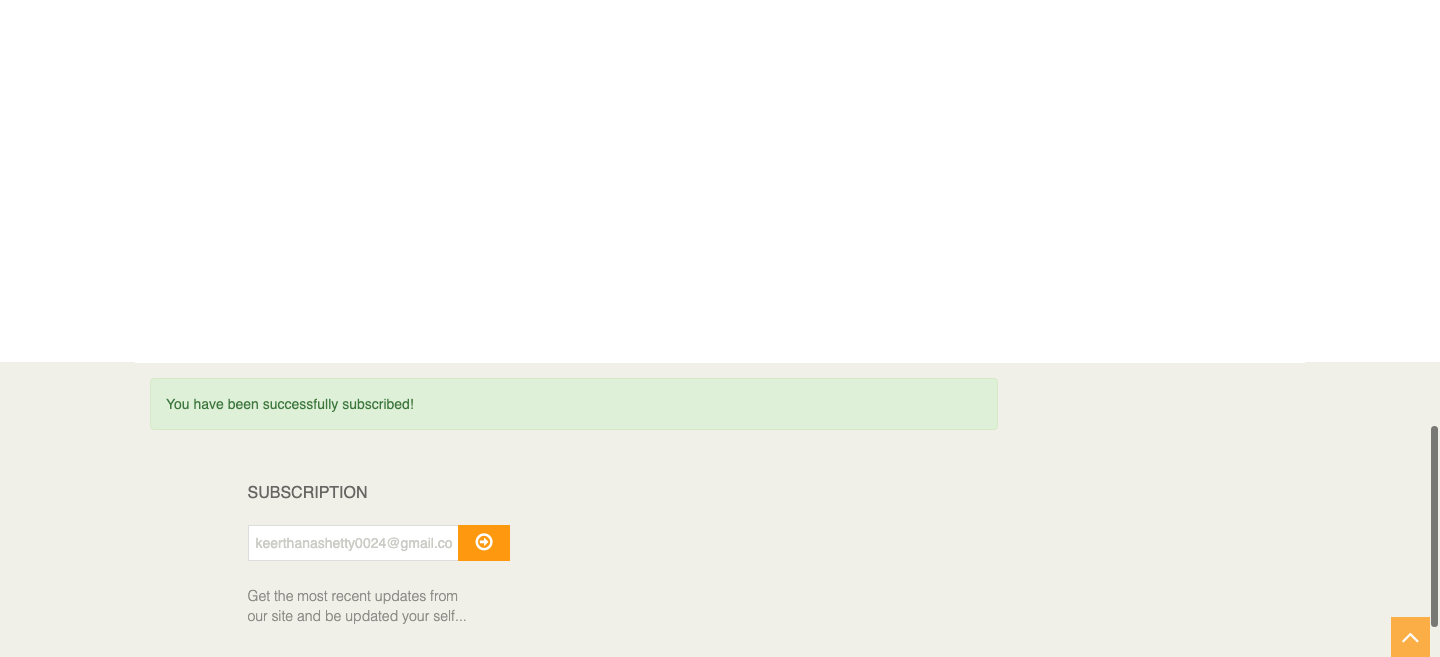 You have been successfully subscribed!
SUBSCRIPTION
keerthanashetty0024@gmail.co
Get the most recent updates from
our site and be updated your self...